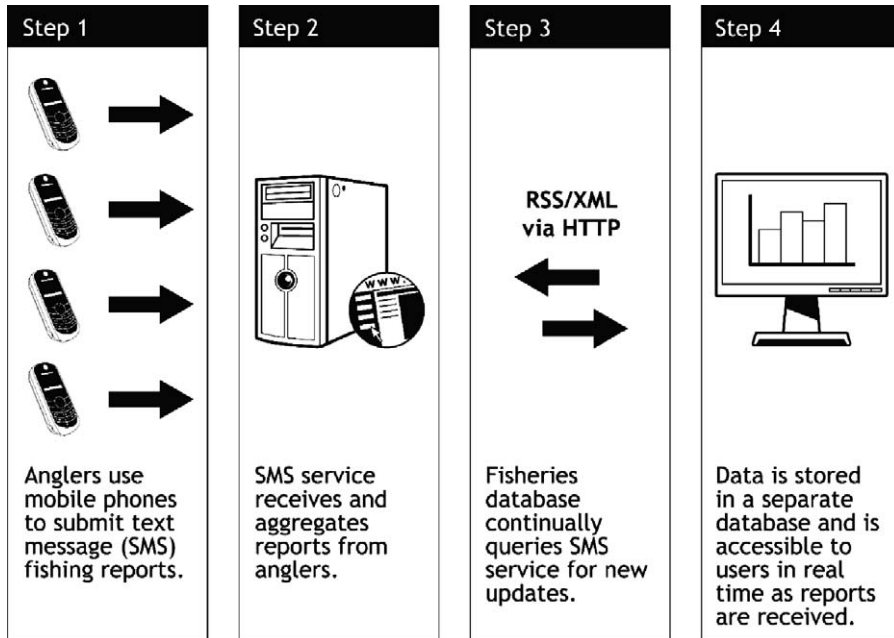 Step 1
Anglers use
mobile phones
to submit text
message (SMS)
fishing reports.
Step 2
www.
SMS service
receives and
aggregates
reports from
anglers.
Step 3
RSS/XML
via HTTP
Fisheries
database
continually
queries SMS
service for new
updates.
Step 4
Data is stored
in a separate
database and is
accessible to
users in real
time as reports
are received.